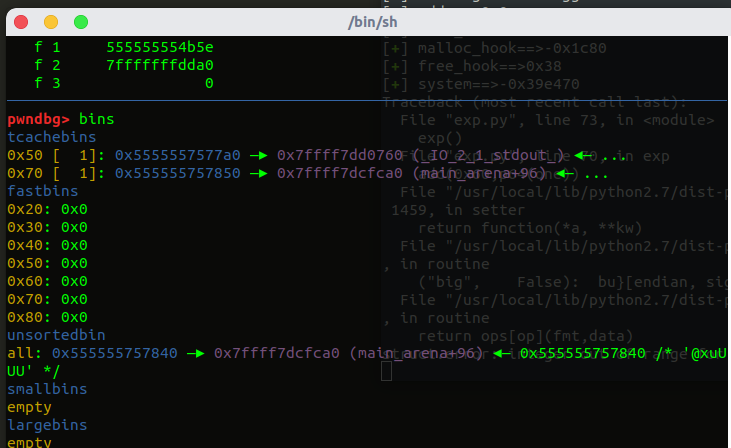 /bin/sh
f 1 555555554b5e
f 2 7fffffffdda0
f 3 0
pwndbg> bins
tcachebins
0x50 [ 1]: 0x5555557577a0 —▸ 0x7ffff7dd0760 (_IO_2_1_stdout_) ◂— ...
0x70 [ 1]: 0x555555757850 —▸ 0x7ffff7dcfca0 (main_arena+96) ◂— ...
fastbins
0x20: 0x0
0x30: 0x0
0x40: 0x0
0x50: 0x0
0x60: 0x0
0x70: 0x0
0x80: 0x0
unsortedbin
all: 0x555555757840 —▸ 0x7ffff7dcfca0 (main_arena+96) ◂— 0x555555757840 /* '@xuU
UU' */
smallbins
empty
largebins
empty
[+] malloc_hook==>-0x1c80
[+] free_hook==>0x38
[+] system==>-0x39e470
Traceback (most recent call last):
File "exp.py", line 73, in <module>
exp()
File "exp.py", line 70, in exp
File "/usr/local/lib/python2.7/dist-p
1459, in setter
return function(*a, **kw)
File "/usr/local/lib/python2.7/dist-p
, in routine
("big", False): bu}[endian, sig
File "/usr/local/lib/python2.7/dist-p
, in routine
return ops[op](fmt,data)